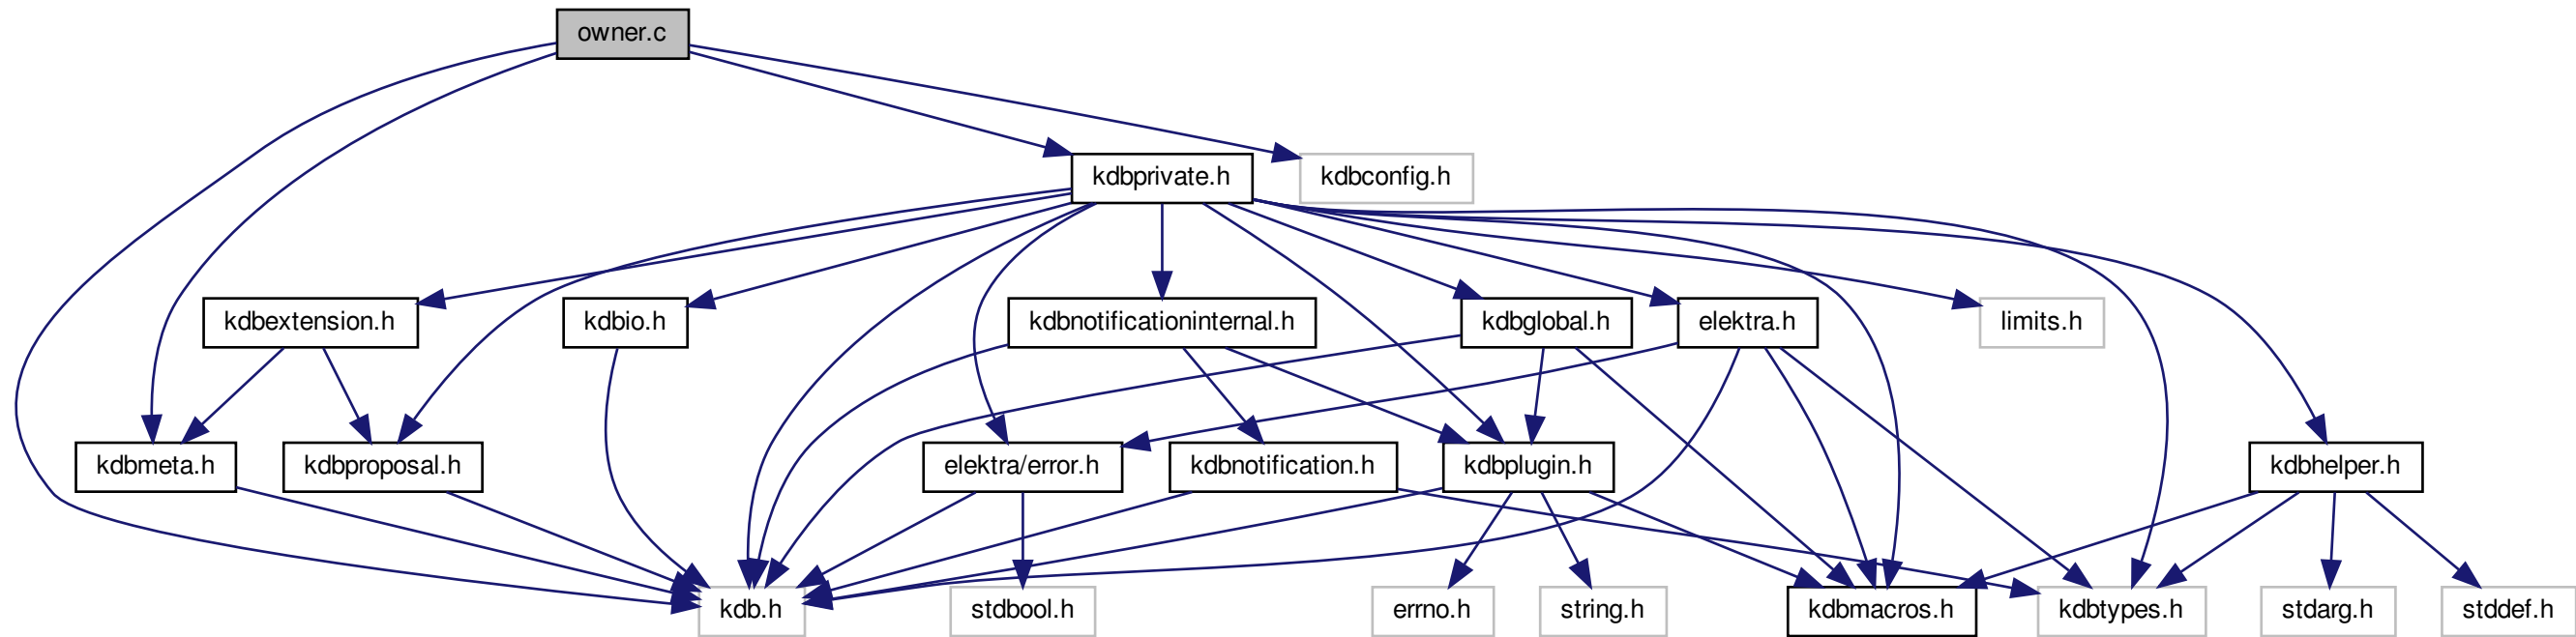 owner.c
kdbprivate.h
kdbconfig.h
kdbextension.h
kdbio.h
kdbnotificationinternal.h
kdbglobal.h
elektra.h
limits.h
kdbmeta.h
kdbproposal.h
elektra/error.h
kdbnotification.h
kdbplugin.h
kdbhelper.h
kdb.h
stdbool.h
errno.h
string.h
kdbmacros.h
kdbtypes.h
stdarg.h
stddef.h